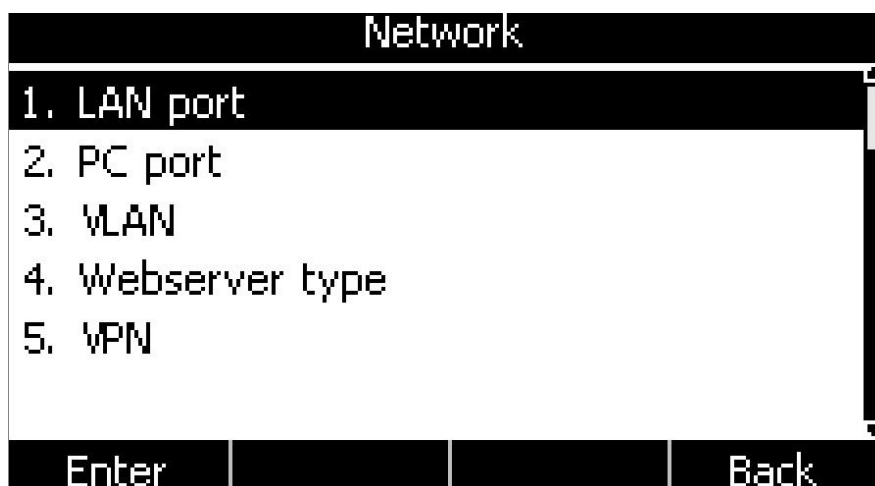 Network
1. LAN port
2. PC port
3. VLAN
4. Webserver type
5. VPN
Enter Back